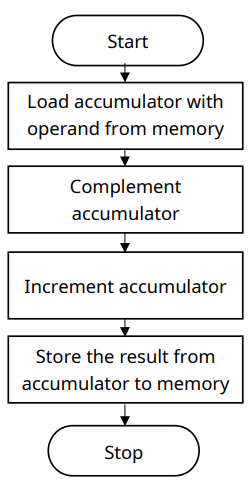 Start
Load accumulator with
operand from memory
Complement
accumulator
Increment accumulator
Store the result from
accumulator to memory
Stop